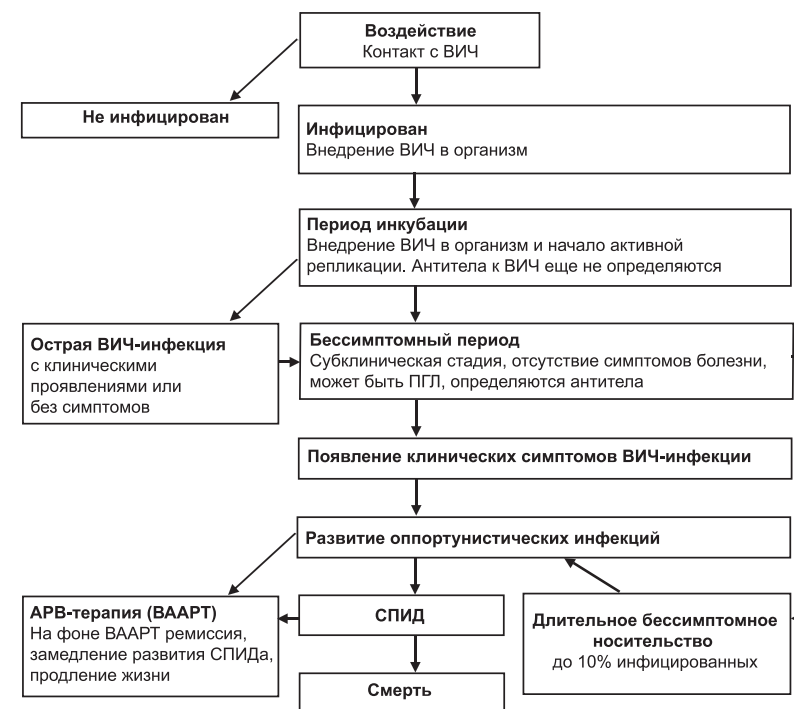 Воздействие
Контакт с ВИЧ
Не инфицирован
Инфицирован
Внедрение ВИЧ в организм
Период инкубации
Внедрение ВИЧ в организм и начало активной
репликации. Антитела к ВИЧ еще не определяются
Острая ВИЧ-инфекция
с клиническими
проявлениями или
без симптомов
Бессимптомный период
Субклиническая стадия, отсутствие симптомов болезни,
может быть ПГЛ, определяются антитела
Появление клинических симптомов ВИЧ-инфекции
Развитие оппортунистических инфекций
АРВ-терапия (ВААРТ)
На фоне ВААРТ ремиссия,
замедление развития СПИДа,
продление жизни
СПИД
Длительное бессимптомное
носительство
до 10% инфицированных
Смерть